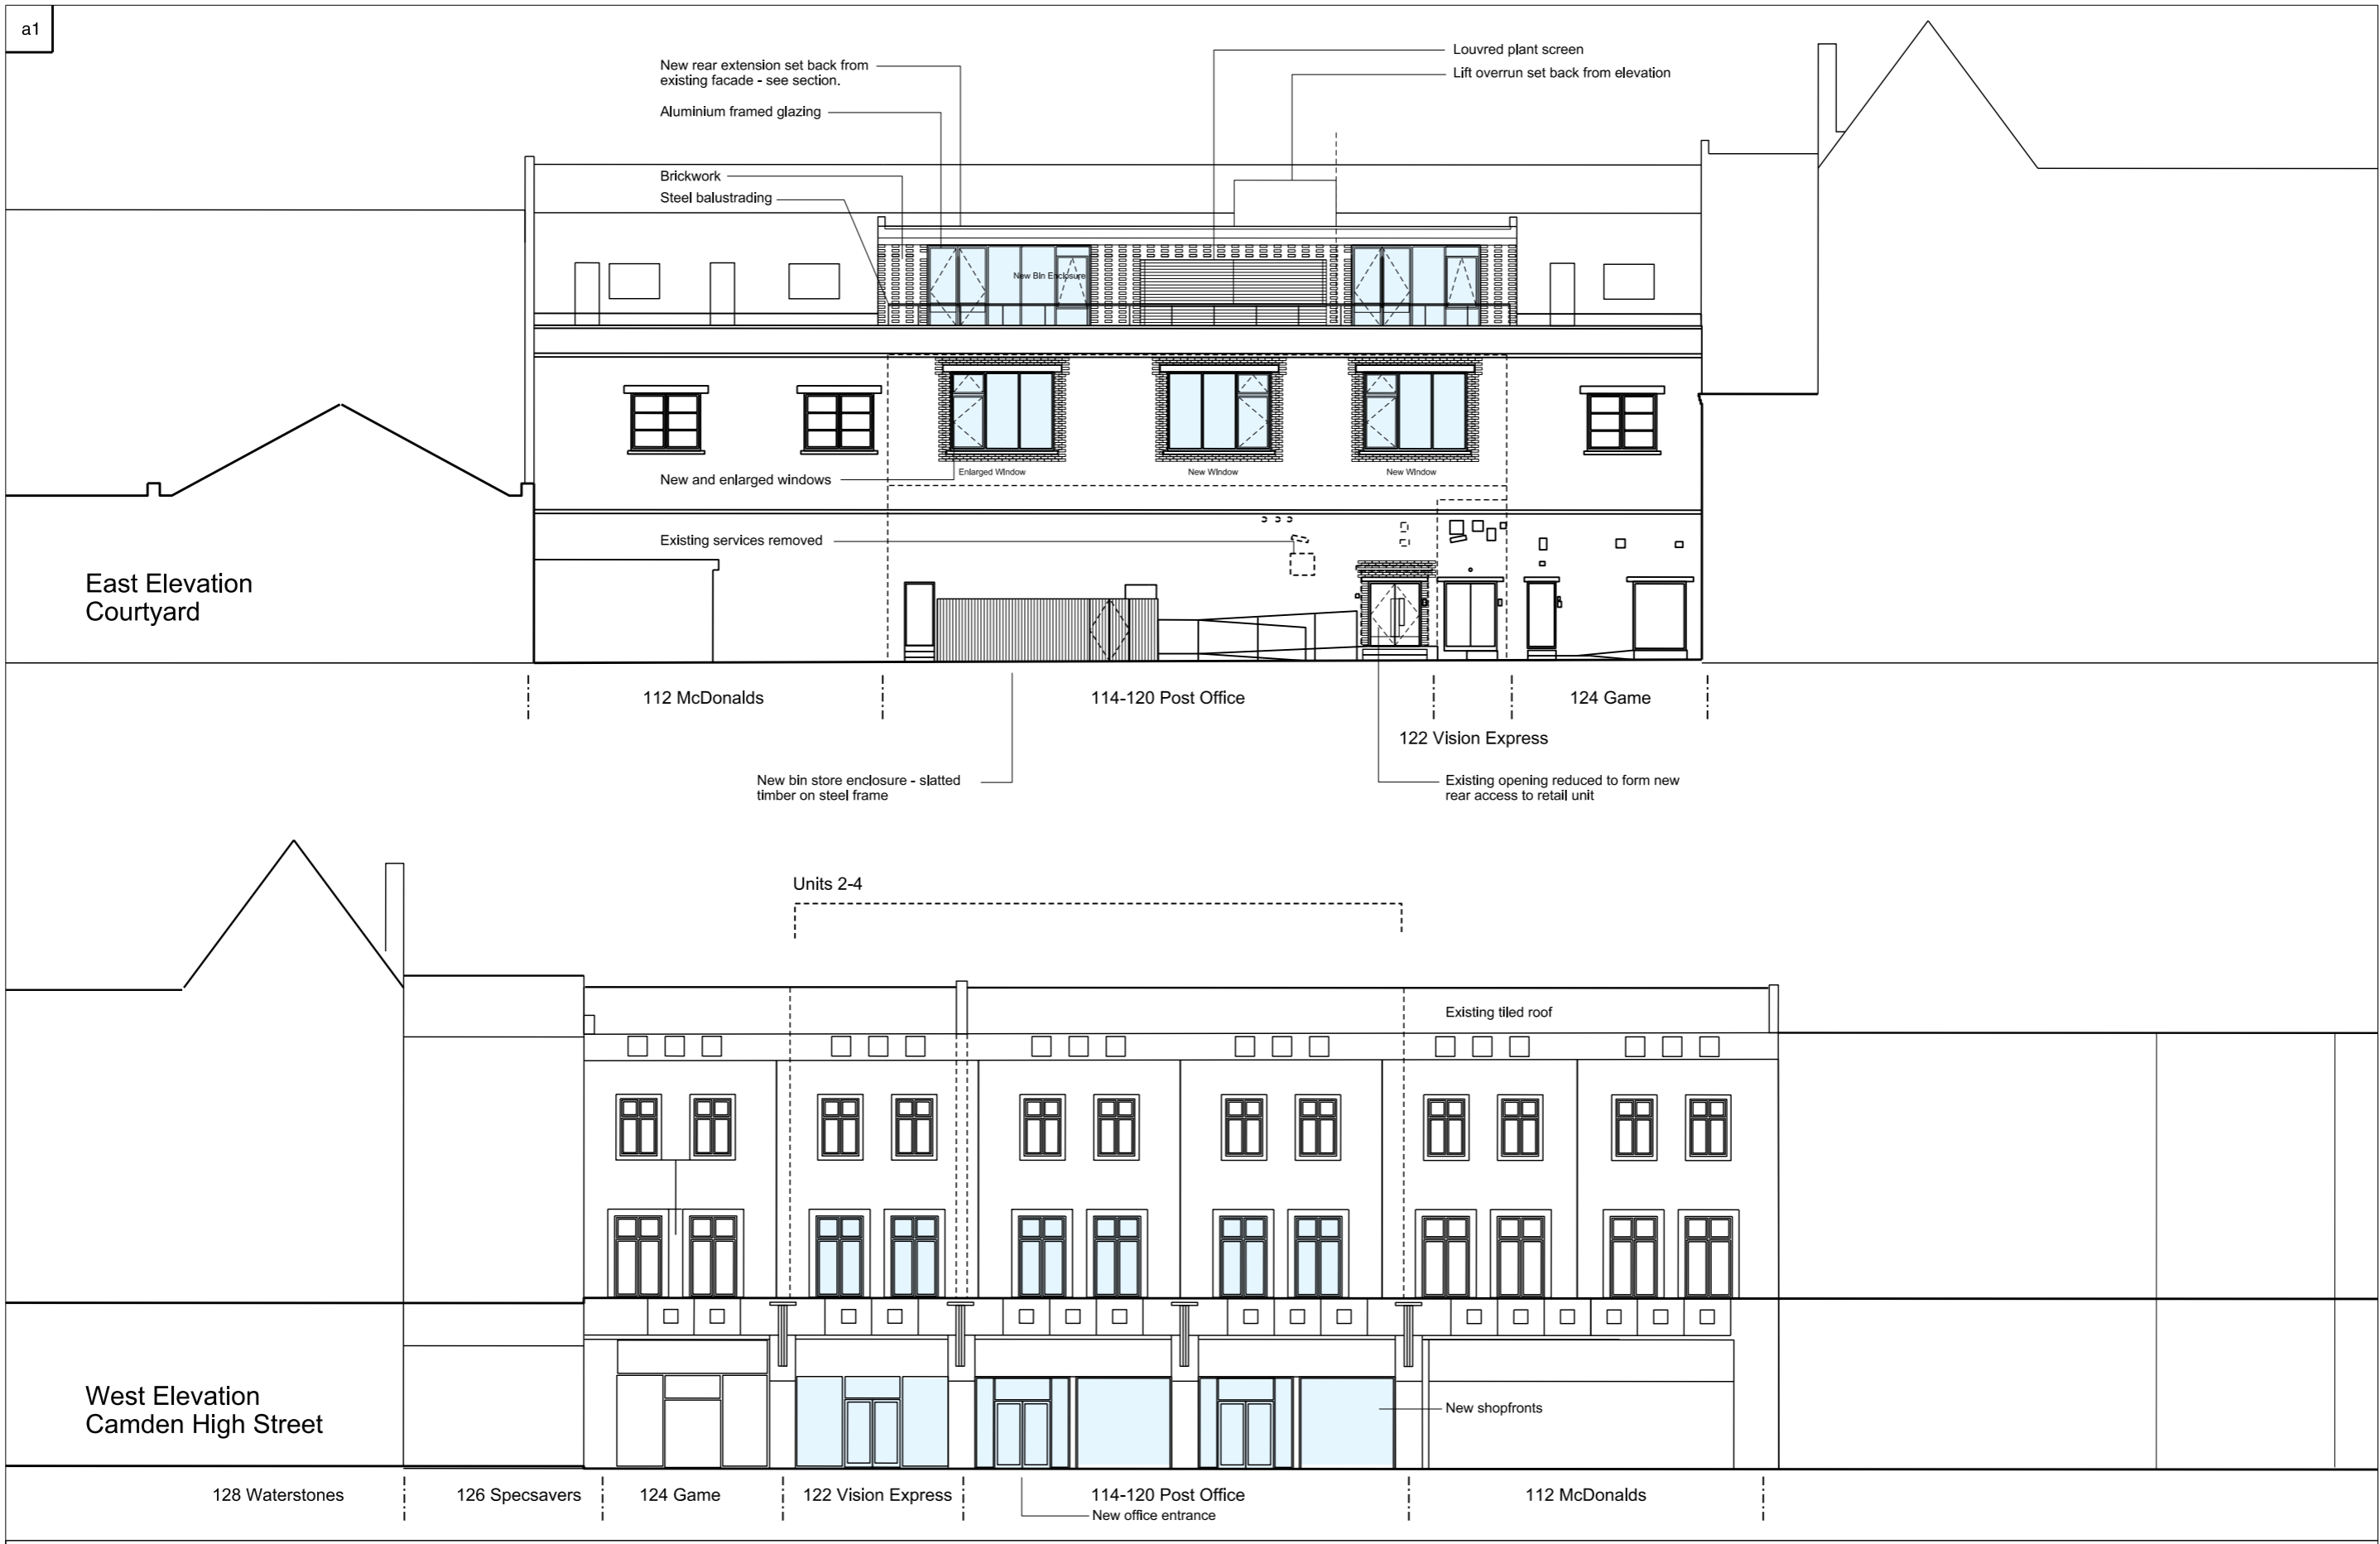 a1
New rear extension set back from
existing facade - see section.
Aluminium framed glazing
Brickwork
Steel balustrading
Louvred plant screen
Lift overrun set back from elevation
New BIn Enclosure
Enlarged WIndow
New WIndow
New WIndow
New and enlarged windows
Existing services removed
East Elevation
Courtyard
112 McDonalds
114-120 Post Office
124 Game
122 Vision Express
New bin store enclosure - slatted
timber on steel frame
Existing opening reduced to form new
rear access to retail unit
Units 2-4
Existing tiled roof
West Elevation
Camden High Street
New shopfronts
128 Waterstones
126 Specsavers
124 Game
122 Vision Express
114-120 Post Office
112 McDonalds
New office entrance